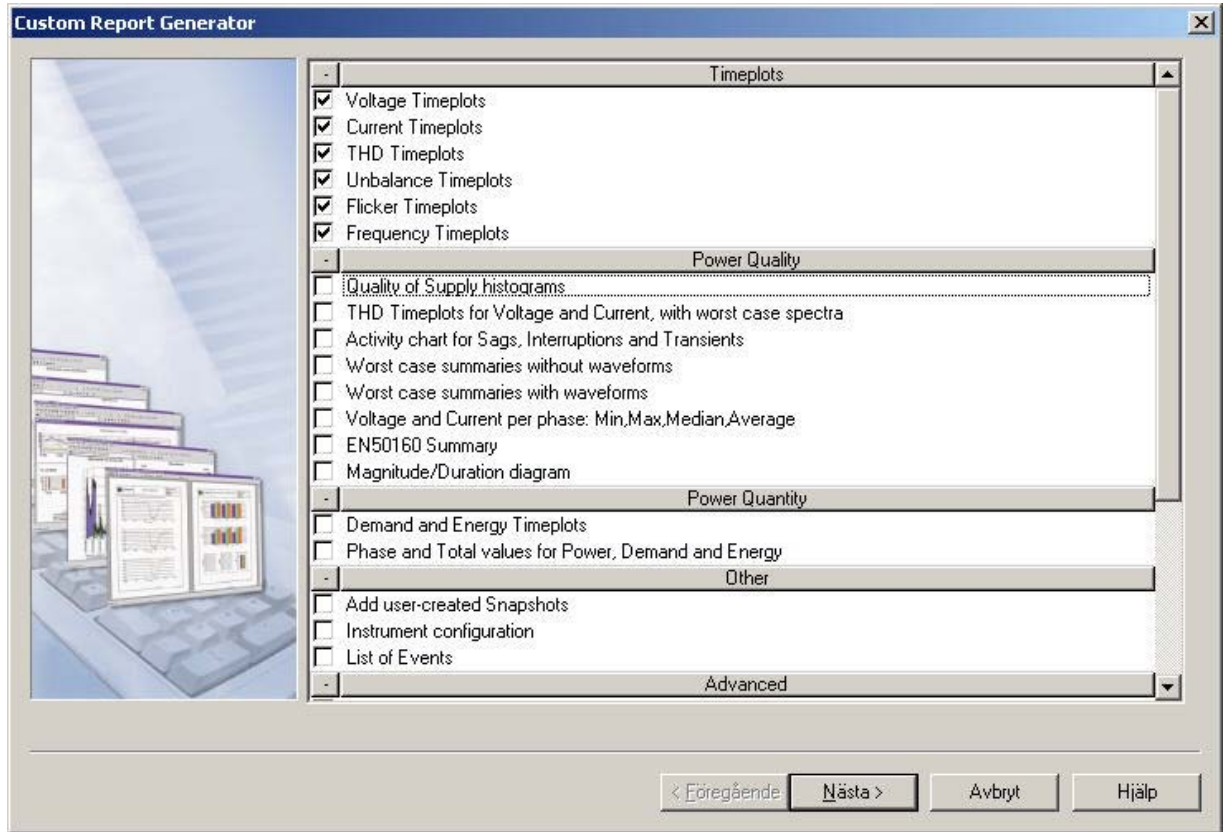 Custom Report Generator
Timeplots
Voltage Timeplots
Current Timeplots
THD Timeplots
Unbalance Timeplots
Flicker Timeplots
Frequency Timeplots
Power Quality
Quality of Supply histograms
THD Timeplots for Voltage and Current, with worst case spectra
Activity chart for Sags, Interruptions and Transients
Worst case summaries without waveforms
Worst case summaries with waveforms
Voltage and Current per phase: Min,Max,Median,Average
EN50160 Summary
Magnitude/Duration diagram
Power Quantity
Demand and Energy Timeplots
Phase and Total values for Power, Demand and Energy
Other
Add user-created Snapshots
Instrument configuration
List of Events
Advanced
< Föregående Nästa > Avbryt Hjälp